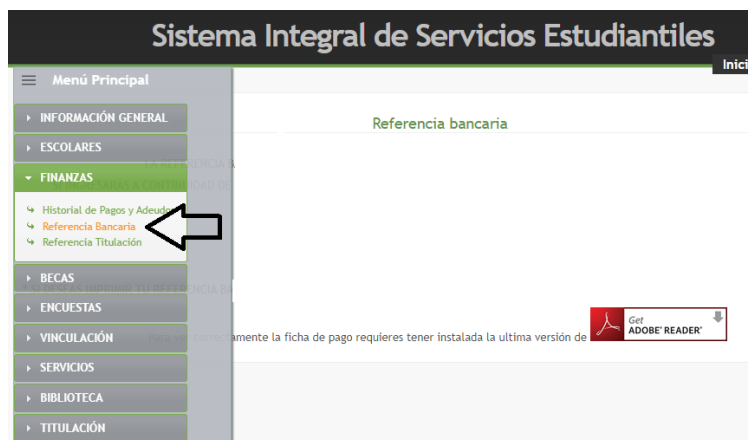 Sistema Integral de Servicios Estudiantiles
Inici
Menú Principal
INFORMACIÓN GENERAL
Referencia bancaria
ESCOLARES
LA REFERENCIA B
FINANZAS
Historial de Pagos y Adeudos
Referencia Bancaria
Referencia Titulación
BECAS
ENCUESTAS
Get
ADOBE® READER®
VINCULACIÓN
mente la ficha de pago requieres tener instalada la ultima versión de
SERVICIOS
BIBLIOTECA
TITULACIÓN